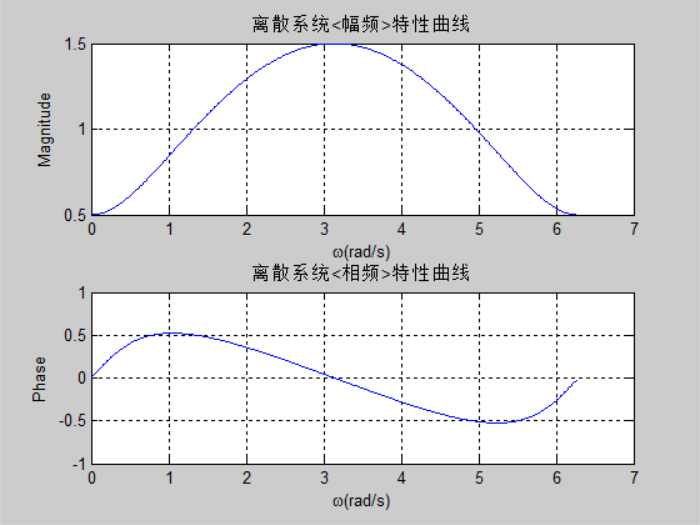 离散系统<幅频>特性曲线
1.5
1
0.5
Magnitude
0 1 2 3 4 5 6 7
ω(rad/s)
离散系统<相频>特性曲线
1
0.5
0
-0.5
-1
Phase
0 1 2 3 4 5 6 7
ω(rad/s)